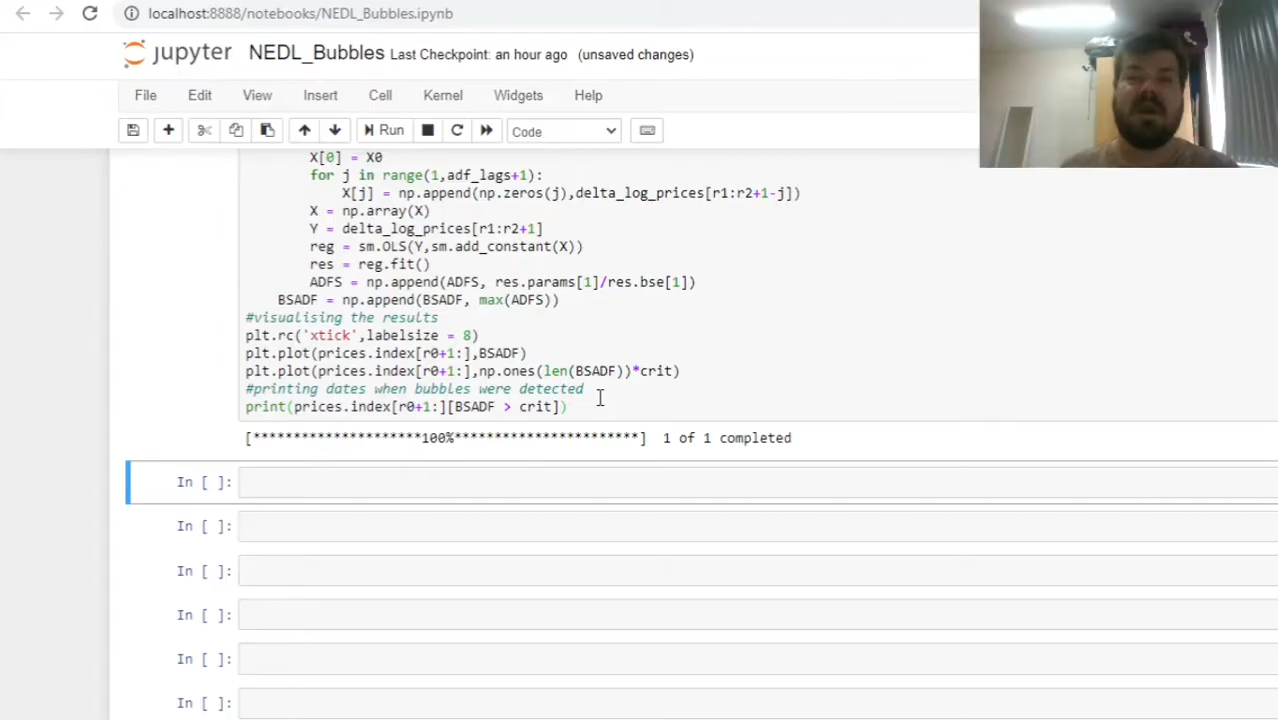 localhost:8888/notebooks/NEDL_Bubbles.ipynb
jupyter NEDL_Bubbles Last Checkpoint: an hour ago (unsaved changes)
File Edit View Insert Cell Kernel Widgets Help
Run Code
X[0] = X0
for j in range(1,adf_lags+1):
X[j] = np.append(np.zeros(j),delta_log_prices[r1:r2+1-j])
X = np.array(X)
Y = delta_log_prices[r1:r2+1]
reg = sm.OLS(Y,sm.add_constant(X))
res = reg.fit()
ADFS = np.append(ADFS, res.params[1]/res.bse[1])
BSADF = np.append(BSADF, max(ADFS))
#visualising the results
plt.rc('xtick',labelsize = 8)
plt.plot(prices.index[r0+1:],BSADF)
plt.plot(prices.index[r0+1:],np.ones(len(BSADF))*crit)
#printing dates when bubbles were detected
print(prices.index[r0+1:][BSADF > crit])
[*********************100%***********************] 1 of 1 completed
In [ ]:
In [ ]:
In [ ]:
In [ ]:
In [ ]:
In [ ]: